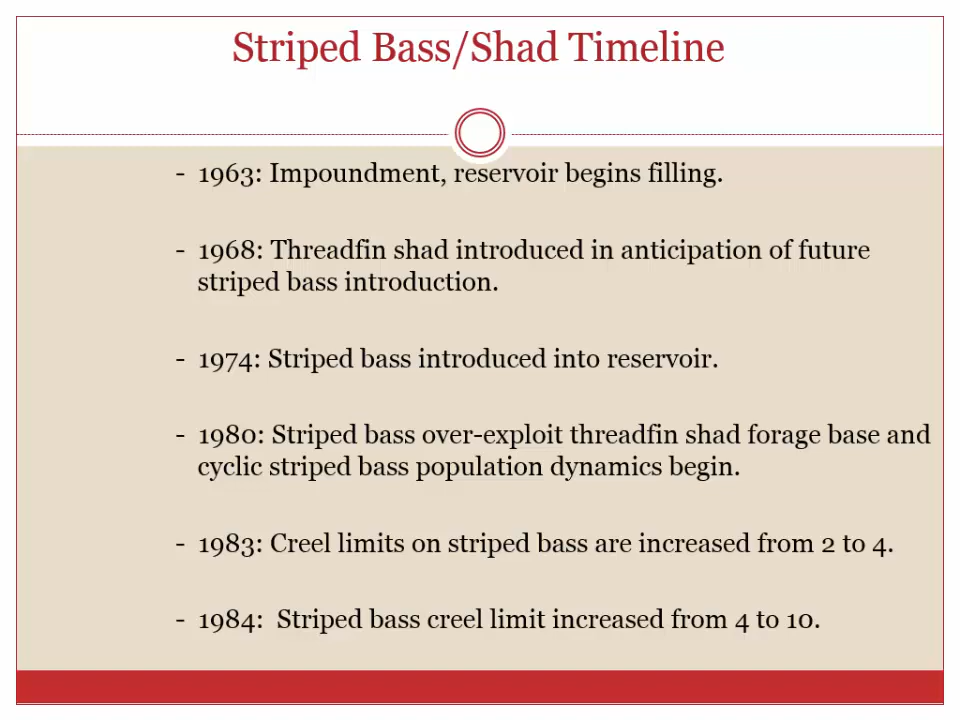 Striped Bass/Shad Timeline
- 1963: Impoundment, reservoir begins filling.
- 1968: Threadfin shad introduced in anticipation of future
striped bass introduction.
- 1974: Striped bass introduced into reservoir.
- 1980: Striped bass over-exploit threadfin shad forage base and
cyclic striped bass population dynamics begin.
- 1983: Creel limits on striped bass are increased from 2 to 4.
- 1984:  Striped bass creel limit increased from 4 to 10.